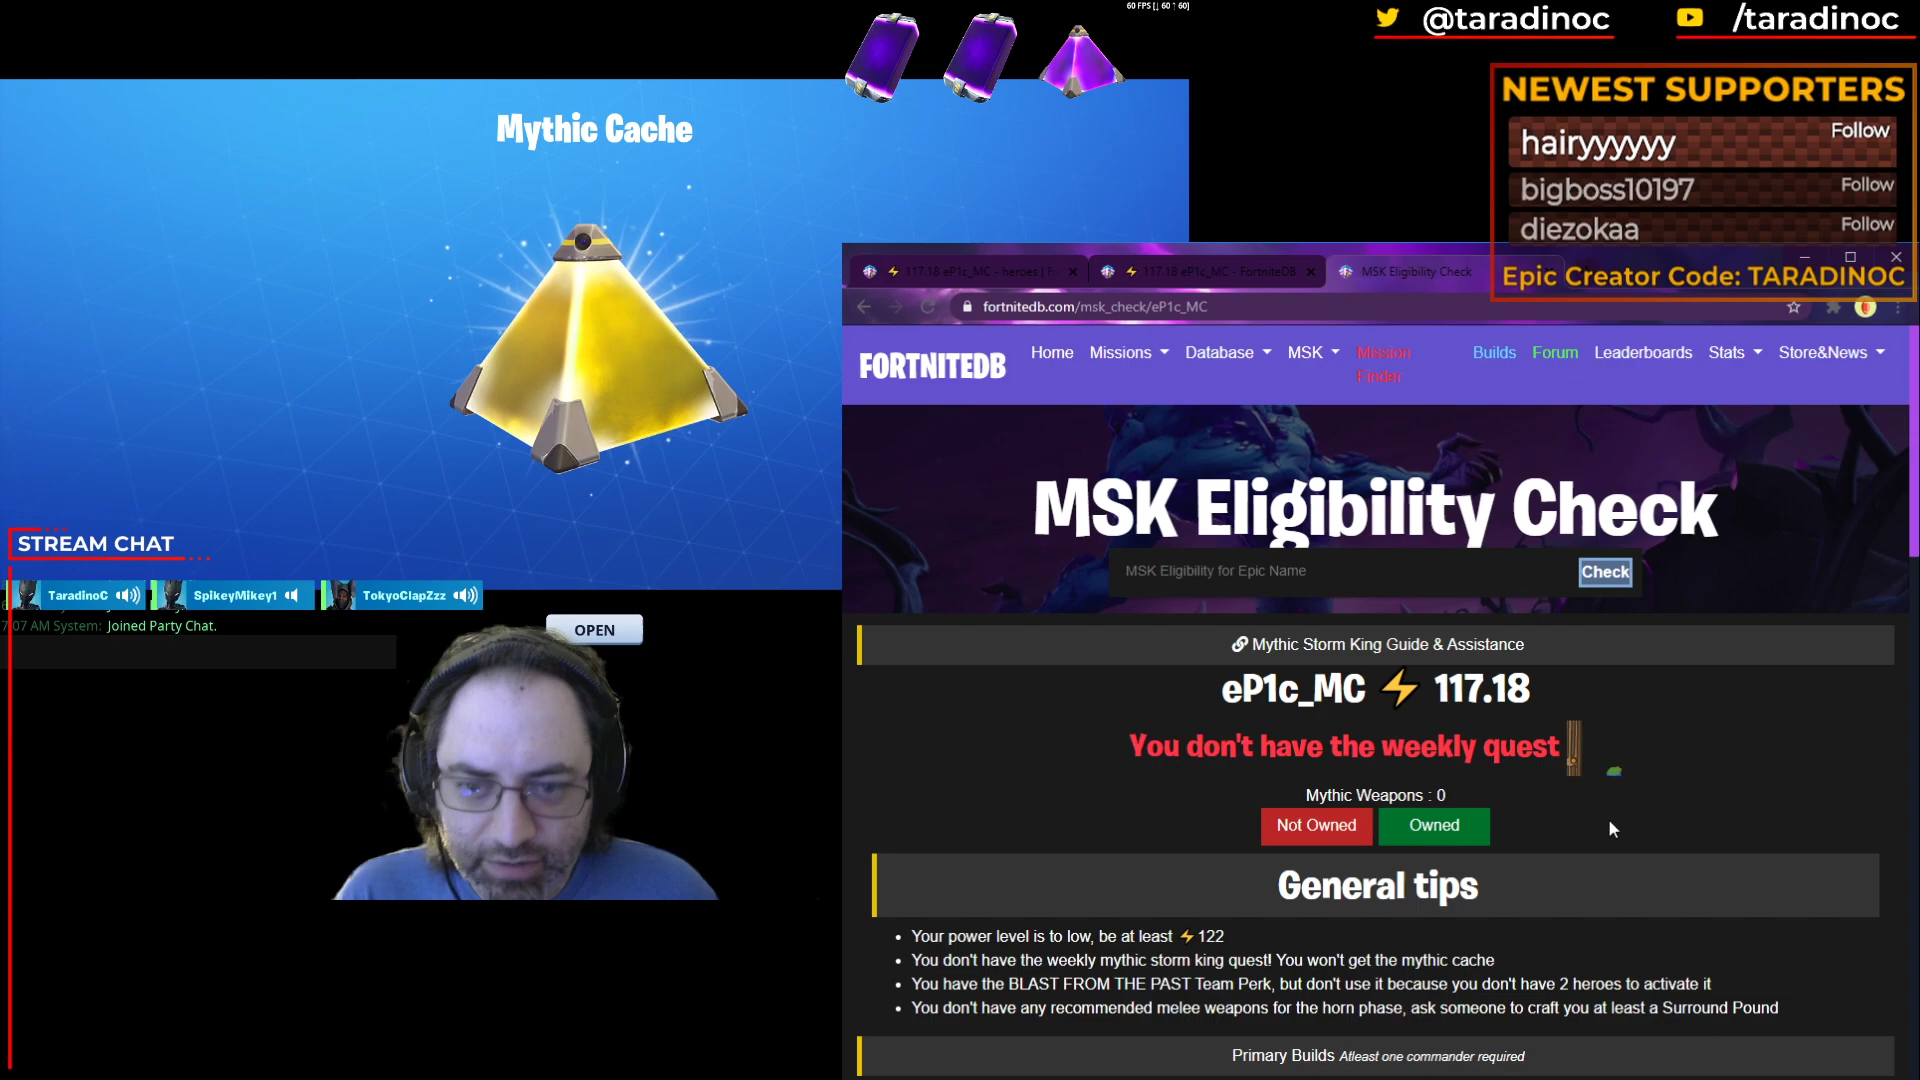 60 FPS [↓ 60 ↑ 60]
@taradinoc
/taradinoc
NEWEST SUPPORTERS
hairyyyyyy Follow
bigboss10197 Follow
diezokaa Follow
Epic Creator Code: TARADINOC
Mythic Cache
117.18 eP1c_MC - heroes | F
117.18 eP1c_MC - FortniteDB
MSK Eligibility Check
fortnitedb.com/msk_check/eP1c_MC
FORTNITEDB
Home Missions Database MSK Mission Finder Builds Forum Leaderboards Stats Store&News
MSK Eligibility Check
MSK Eligibility for Epic Name
Check
Mythic Storm King Guide & Assistance
eP1c_MC ⚡ 117.18
You don't have the weekly quest
Mythic Weapons : 0
Not Owned Owned
General tips
• Your power level is to low, be at least ⚡122
• You don't have the weekly mythic storm king quest! You won't get the mythic cache
• You have the BLAST FROM THE PAST Team Perk, but don't use it because you don't have 2 heroes to activate it
• You don't have any recommended melee weapons for the horn phase, ask someone to craft you at least a Surround Pound
Primary Builds Atleast one commander required
STREAM CHAT
TaradinoC SpikeyMikey1 TokyoClapZzz
7:07 AM System: Joined Party Chat.
OPEN